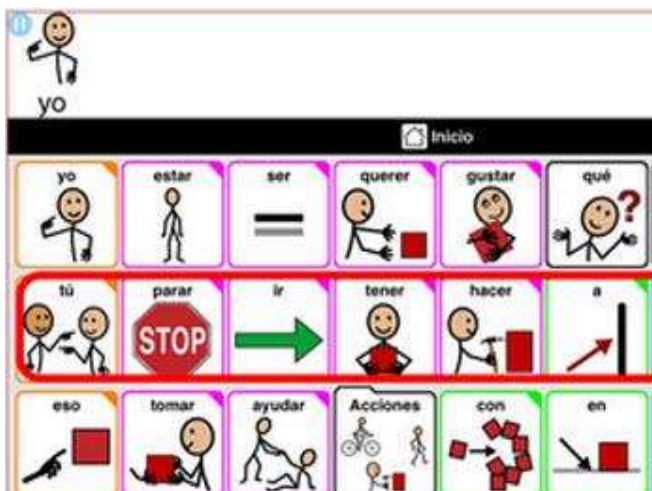 yo
Inicio
yo estar ser querer gustar qué
tú parar ir tener hacer a
STOP
eso tomar ayudar Acciones con en